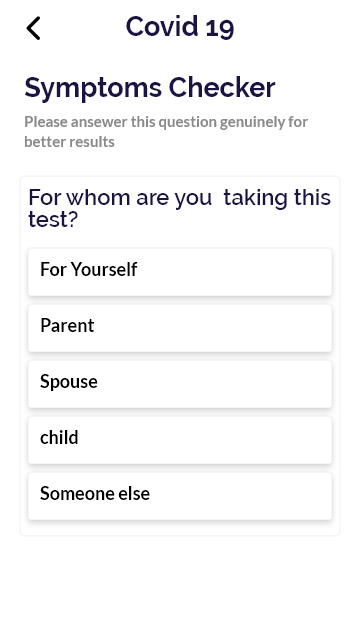 Covid 19
Symptoms Checker
Please ansewer this question genuinely for
better results
For whom are you  taking this
test?
For Yourself
Parent
Spouse
child
Someone else